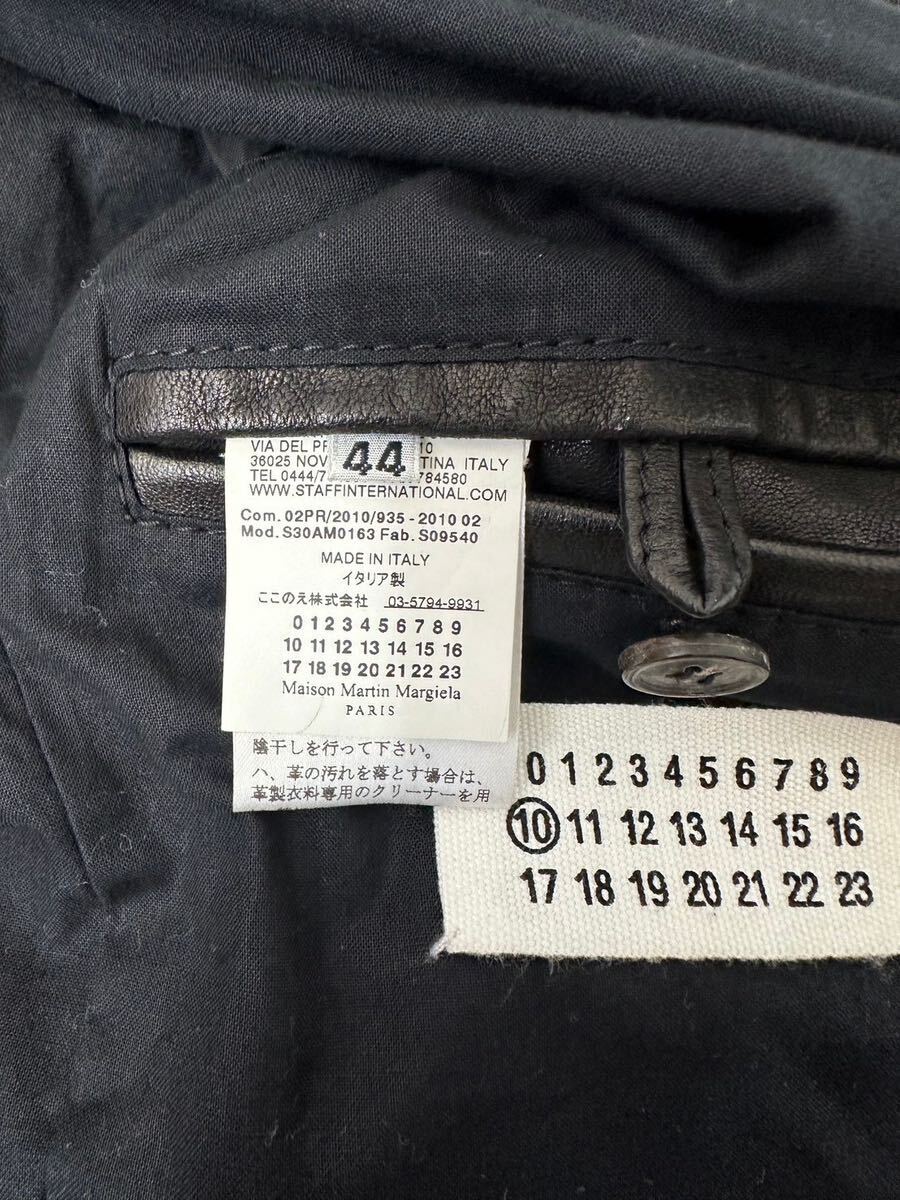 VIA DEL 10
44
36025 TINA ITALY
TEL 0444/7 784580
WWW.STAFFINTERNATIONAL.COM
Com. 02PR/2010/935 - 2010 02
Mod. S30AM0163 Fab. S09540
MADE IN ITALY
イタリア製
ここのえ株式会社 03-5794-9931
0 1 2 3 4 5 6 7 8 9
10 11 12 13 14 15 16
17 18 19 20 21 22 23
Maison Martin Margiela
PARIS
陰干しを行って下さい。
ハ、革の汚れを落とす場合は、
革製衣料専用のクリーナーを用
0 1 2 3 4 5 6 7 8 9
10 11 12 13 14 15 16
17 18 19 20 21 22 23